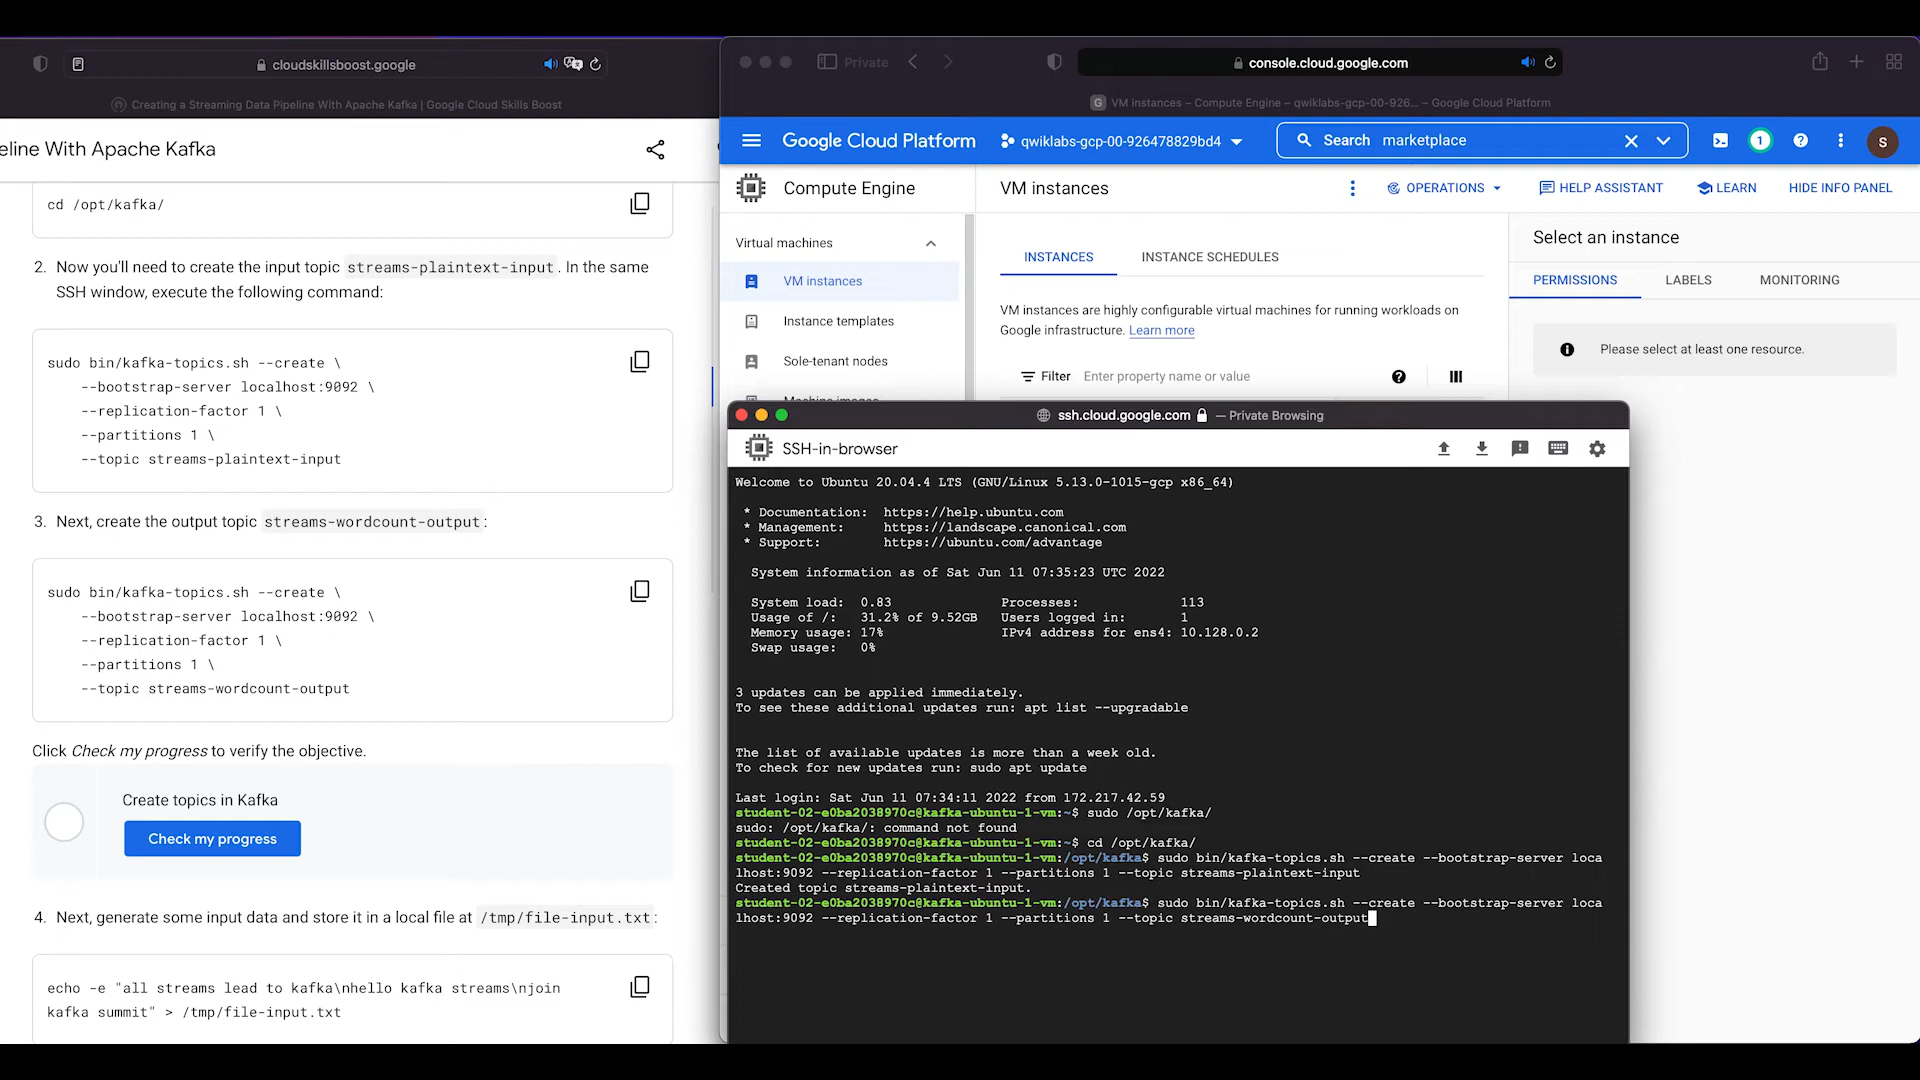 cloudskillsboost.google
Creating a Streaming Data Pipeline With Apache Kafka | Google Cloud Skills Boost
eline With Apache Kafka
cd /opt/kafka/
2. Now you'll need to create the input topic streams-plaintext-input. In the same
SSH window, execute the following command:
sudo bin/kafka-topics.sh --create \
--bootstrap-server localhost:9092 \
--replication-factor 1 \
--partitions 1 \
--topic streams-plaintext-input
3. Next, create the output topic streams-wordcount-output:
sudo bin/kafka-topics.sh --create \
--bootstrap-server localhost:9092 \
--replication-factor 1 \
--partitions 1 \
--topic streams-wordcount-output
Click Check my progress to verify the objective.
Create topics in Kafka
Check my progress
4. Next, generate some input data and store it in a local file at /tmp/file-input.txt:
echo -e "all streams lead to kafka\nhello kafka streams\njoin
kafka summit" > /tmp/file-input.txt
Private
console.cloud.google.com
G VM instances – Compute Engine – qwiklabs-gcp-00-926... – Google Cloud Platform
Google Cloud Platform
qwiklabs-gcp-00-926478829bd4
Search marketplace
1
s
Compute Engine
VM instances
OPERATIONS
HELP ASSISTANT
LEARN
HIDE INFO PANEL
Virtual machines
VM instances
Instance templates
Sole-tenant nodes
Machine images
INSTANCES
INSTANCE SCHEDULES
VM instances are highly configurable virtual machines for running workloads on
Google infrastructure. Learn more
Filter Enter property name or value
Select an instance
PERMISSIONS
LABELS
MONITORING
Please select at least one resource.
ssh.cloud.google.com — Private Browsing
SSH-in-browser
Welcome to Ubuntu 20.04.4 LTS (GNU/Linux 5.13.0-1015-gcp x86_64)
* Documentation: https://help.ubuntu.com
* Management: https://landscape.canonical.com
* Support: https://ubuntu.com/advantage
System information as of Sat Jun 11 07:35:23 UTC 2022
System load: 0.83 Processes: 113
Usage of /: 31.2% of 9.52GB Users logged in: 1
Memory usage: 17% IPv4 address for ens4: 10.128.0.2
Swap usage: 0%
3 updates can be applied immediately.
To see these additional updates run: apt list --upgradable
The list of available updates is more than a week old.
To check for new updates run: sudo apt update
Last login: Sat Jun 11 07:34:11 2022 from 172.217.42.59
student-02-e0ba2038970c@kafka-ubuntu-1-vm:~$ sudo /opt/kafka/
sudo: /opt/kafka/: command not found
student-02-e0ba2038970c@kafka-ubuntu-1-vm:~$ cd /opt/kafka/
student-02-e0ba2038970c@kafka-ubuntu-1-vm:/opt/kafka$ sudo bin/kafka-topics.sh --create --bootstrap-server loca
lhost:9092 --replication-factor 1 --partitions 1 --topic streams-plaintext-input
Created topic streams-plaintext-input.
student-02-e0ba2038970c@kafka-ubuntu-1-vm:/opt/kafka$ sudo bin/kafka-topics.sh --create --bootstrap-server loca
lhost:9092 --replication-factor 1 --partitions 1 --topic streams-wordcount-output